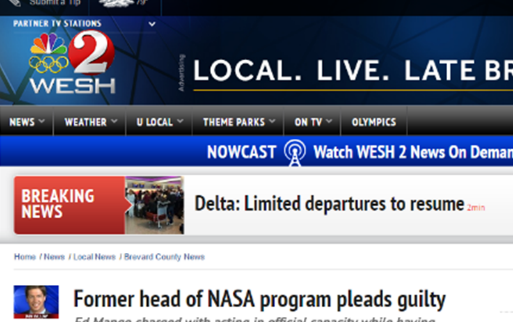 Submit a Tip 79°
PARTNER TV STATIONS
2
WESH
Advertising
LOCAL. LIVE. LATE BR
NEWS WEATHER U LOCAL THEME PARKS ON TV OLYMPICS
NOWCAST Watch WESH 2 News On Deman
BREAKING
NEWS
Delta: Limited departures to resume 2min
Home / News / Local News / Brevard County News
Former head of NASA program pleads guilty
Ed Mango charged with acting in official capacity while having